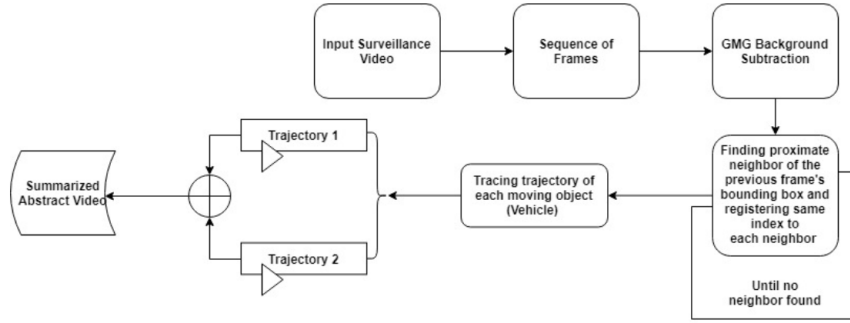 Input Surveillance
Video
Sequence of
Frames
GMG Background
Subtraction
Finding proximate
neighbor of the
previous frame's
bounding box and
registering same
index to
each neighbor
Until no
neighbor found
Tracing trajectory of
each moving object
(Vehicle)
Trajectory 1
Trajectory 2
Summarized
Abstract Video